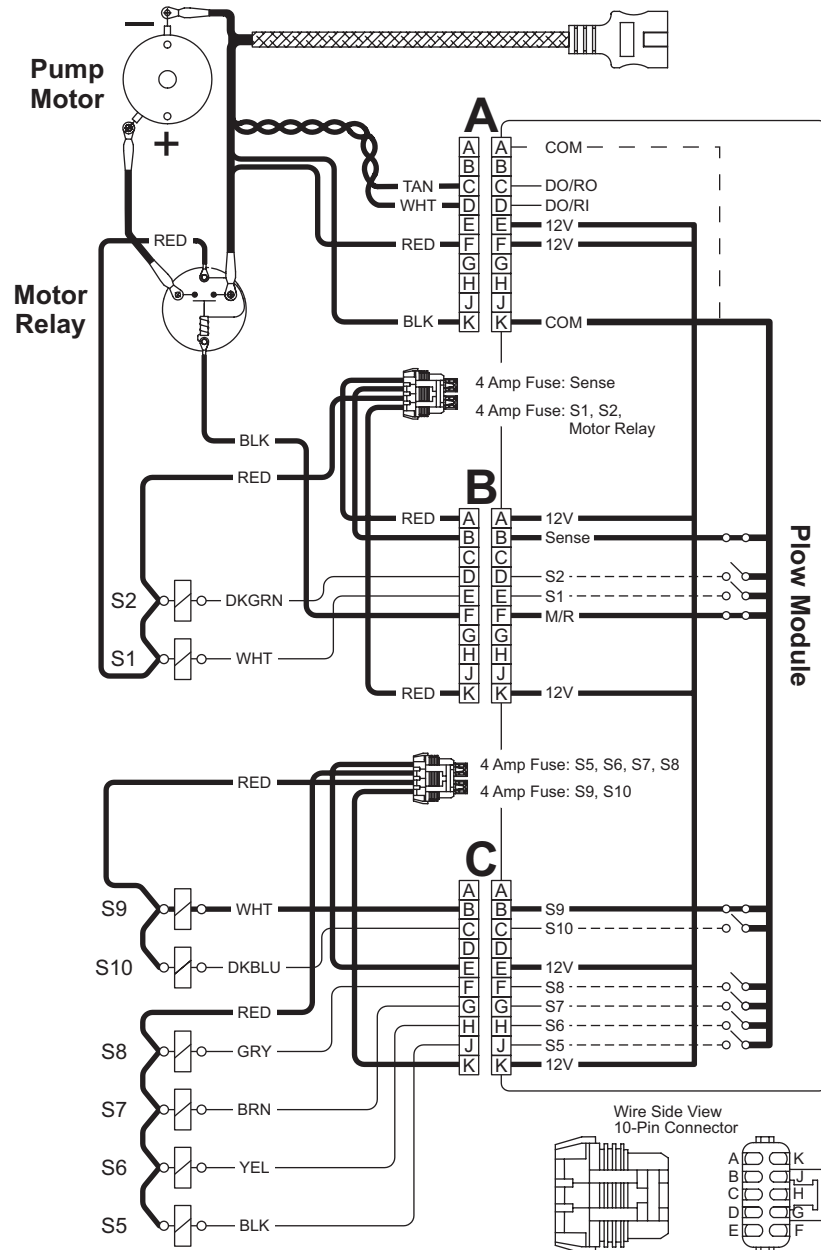 −
Pump
Motor
+
RED
Motor
Relay
BLK
A
A A COM
B B
TAN C C DO/RO
WHT D D DO/RI
E E 12V
RED F F 12V
G G
H H
J J
BLK K K COM
4 Amp Fuse: Sense
4 Amp Fuse: S1, S2,
Motor Relay
RED
B
RED A A 12V
B B Sense
C C
S2 DKGRN D D S2
E E S1
F F M/R
G G
S1 WHT H H
J J
RED K K 12V
Plow Module
4 Amp Fuse: S5, S6, S7, S8
4 Amp Fuse: S9, S10
RED
C
A A
S9 WHT B B S9
C C S10
D D
S10 DKBLU E E 12V
F F S8
RED G G S7
H H S6
S8 GRY J J S5
K K 12V
S7 BRN
S6 YEL
S5 BLK
Wire Side View
10-Pin Connector
A K
B J
C H
D G
E F